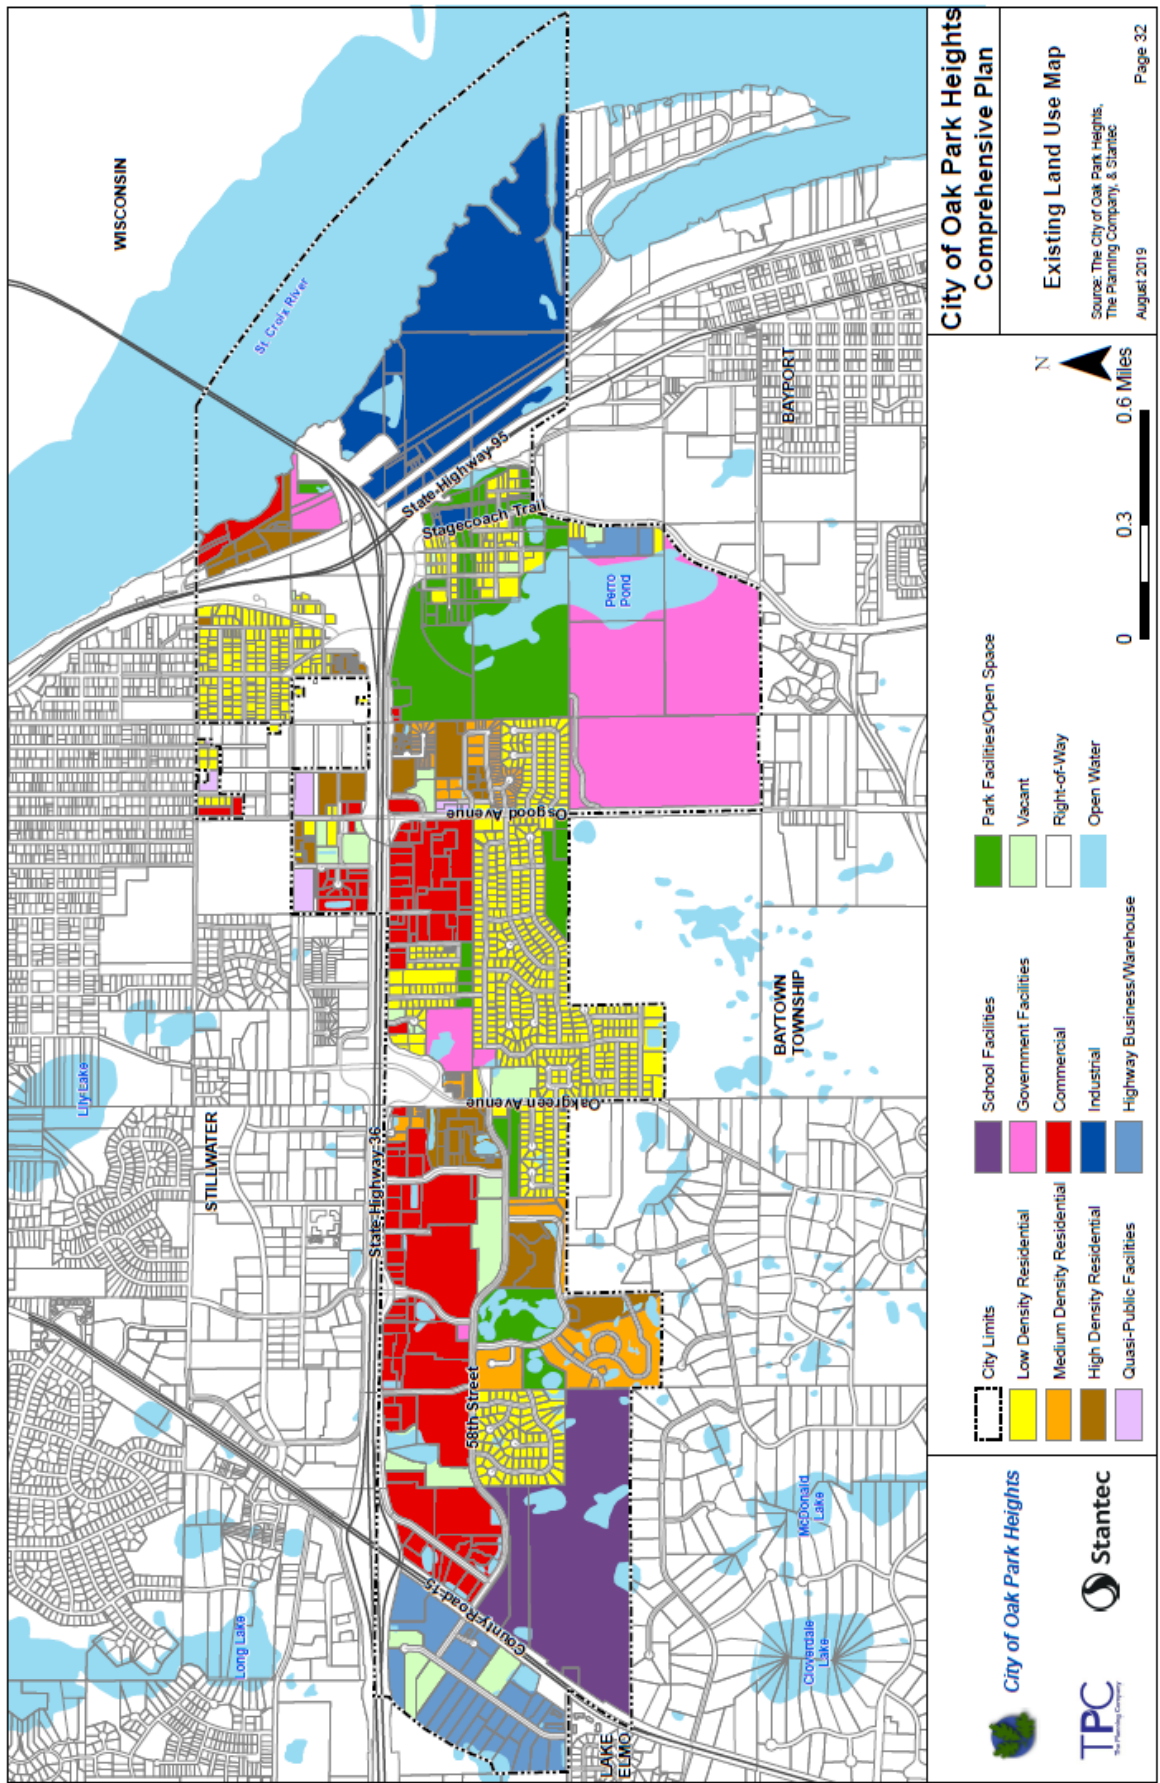 City of Oak Park Heights
Comprehensive Plan
Existing Land Use Map
Source: The City of Oak Park Heights,
The Planning Company, & Stantec
August 2019
Page 32
WISCONSIN
St Croix River
State Highway 95
Stagecoach Trail
BAYPORT
Perro
Pond
Osgood Avenue
Lily Lake
STILLWATER
Oakgreen Avenue
BAYTOWN
TOWNSHIP
State Highway 36
58th Street
County Road 15
Long Lake
McDonald
Lake
Cloverdale
Lake
LAKE
ELMO
N
0
0.3
0.6 Miles
City Limits
Low Density Residential
Medium Density Residential
High Density Residential
Quasi-Public Facilities
School Facilities
Government Facilities
Commercial
Industrial
Highway Business/Warehouse
Park Facilities/Open Space
Vacant
Right-of-Way
Open Water
City of Oak Park Heights
TPC
The Planning Company
Stantec